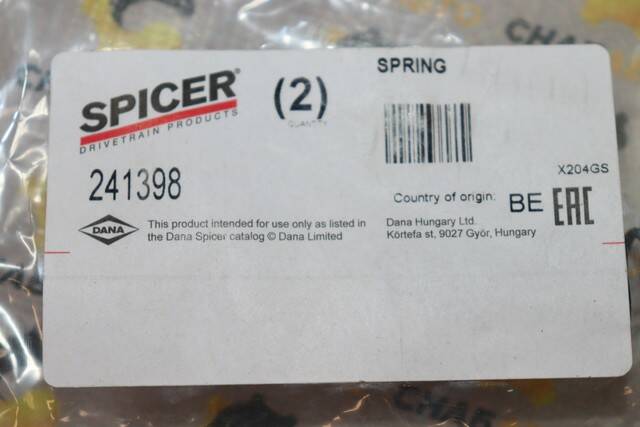 SPICER®
DRIVETRAIN PRODUCTS
(2)
QUANTITY
SPRING
241398
X204GS
Country of origin: BE
EAC
DANA
This product intended for use only as listed in
the Dana Spicer catalog © Dana Limited
Dana Hungary Ltd.
Körtefa st, 9027 Györ, Hungary